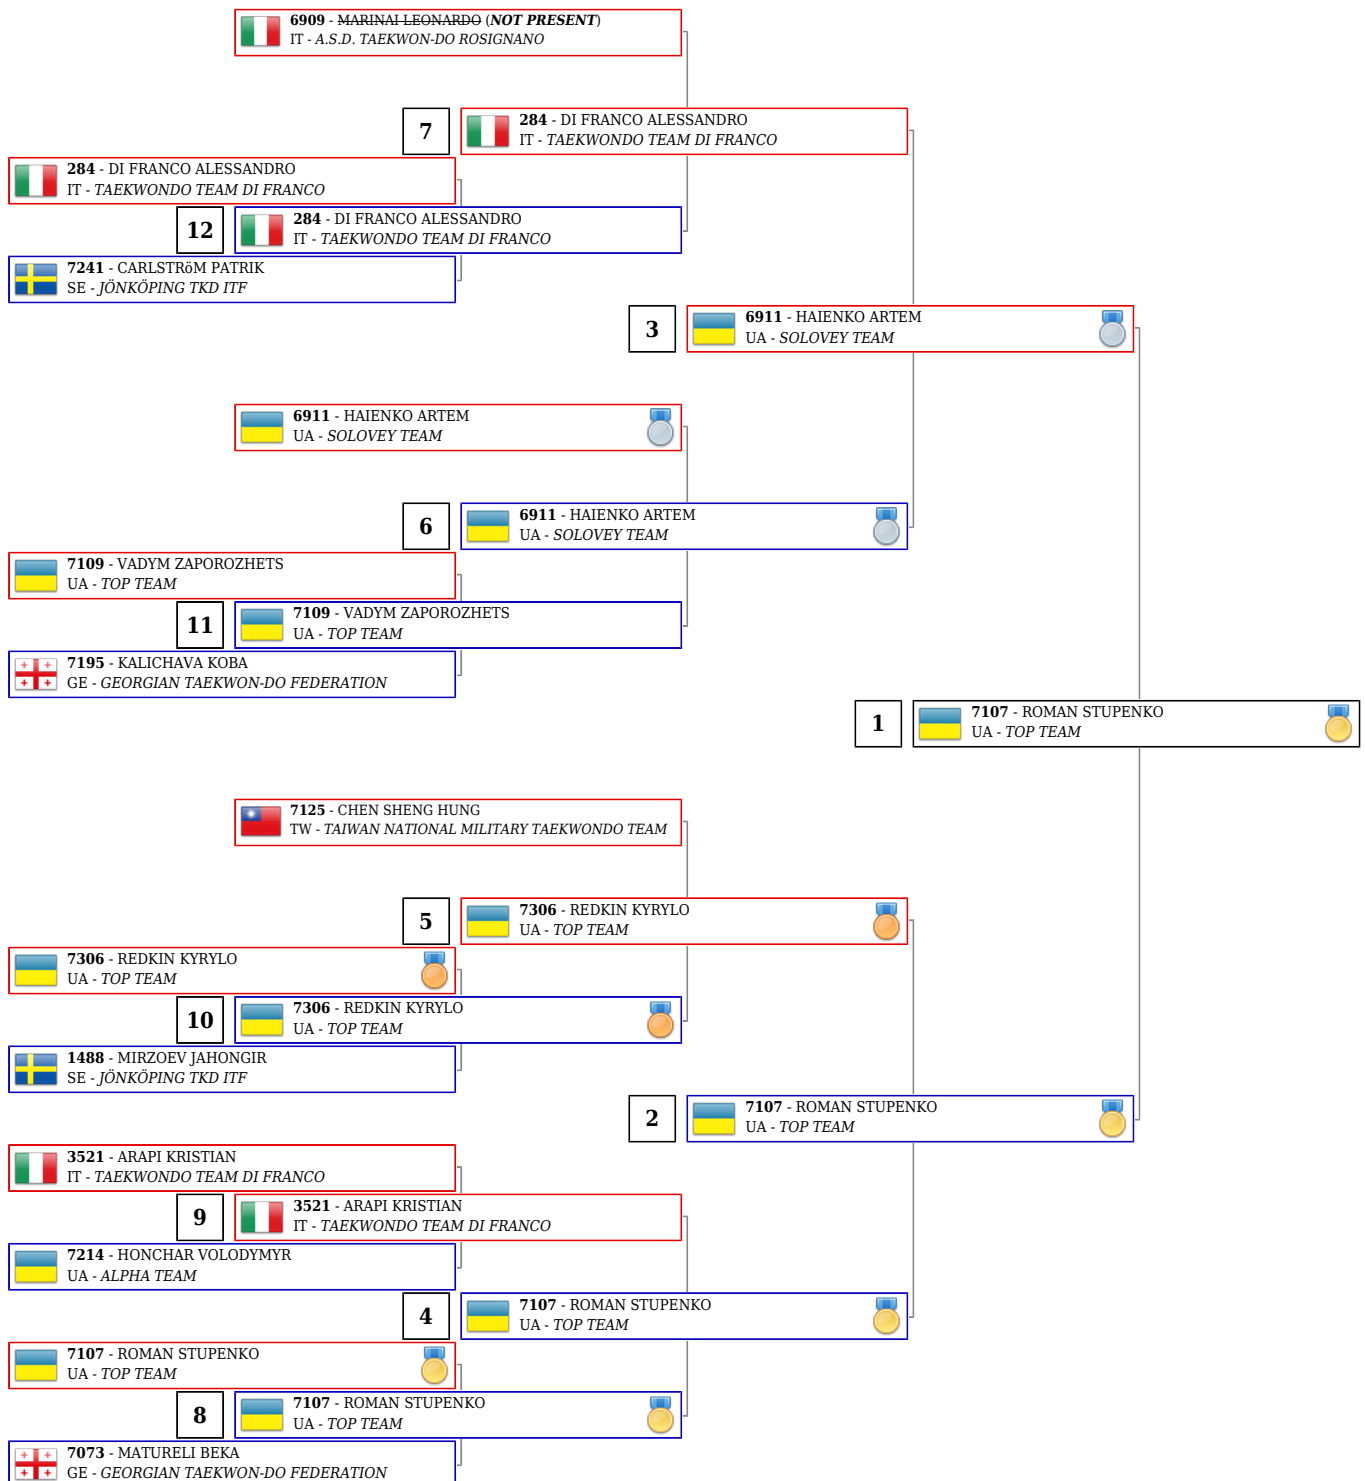 6909 - MARINAI LEONARDO (NOT PRESENT)
IT - A.S.D. TAEKWON-DO ROSIGNANO
7
284 - DI FRANCO ALESSANDRO
IT - TAEKWONDO TEAM DI FRANCO
284 - DI FRANCO ALESSANDRO
IT - TAEKWONDO TEAM DI FRANCO
12
284 - DI FRANCO ALESSANDRO
IT - TAEKWONDO TEAM DI FRANCO
7241 - CARLSTRöM PATRIK
SE - JÖNKÖPING TKD ITF
3
6911 - HAIENKO ARTEM
UA - SOLOVEY TEAM
6911 - HAIENKO ARTEM
UA - SOLOVEY TEAM
6
6911 - HAIENKO ARTEM
UA - SOLOVEY TEAM
7109 - VADYM ZAPOROZHETS
UA - TOP TEAM
11
7109 - VADYM ZAPOROZHETS
UA - TOP TEAM
7195 - KALICHAVA KOBA
GE - GEORGIAN TAEKWON-DO FEDERATION
1
7107 - ROMAN STUPENKO
UA - TOP TEAM
7125 - CHEN SHENG HUNG
TW - TAIWAN NATIONAL MILITARY TAEKWONDO TEAM
5
7306 - REDKIN KYRYLO
UA - TOP TEAM
7306 - REDKIN KYRYLO
UA - TOP TEAM
10
7306 - REDKIN KYRYLO
UA - TOP TEAM
1488 - MIRZOEV JAHONGIR
SE - JÖNKÖPING TKD ITF
2
7107 - ROMAN STUPENKO
UA - TOP TEAM
3521 - ARAPI KRISTIAN
IT - TAEKWONDO TEAM DI FRANCO
9
3521 - ARAPI KRISTIAN
IT - TAEKWONDO TEAM DI FRANCO
7214 - HONCHAR VOLODYMYR
UA - ALPHA TEAM
4
7107 - ROMAN STUPENKO
UA - TOP TEAM
7107 - ROMAN STUPENKO
UA - TOP TEAM
8
7107 - ROMAN STUPENKO
UA - TOP TEAM
7073 - MATURELI BEKA
GE - GEORGIAN TAEKWON-DO FEDERATION